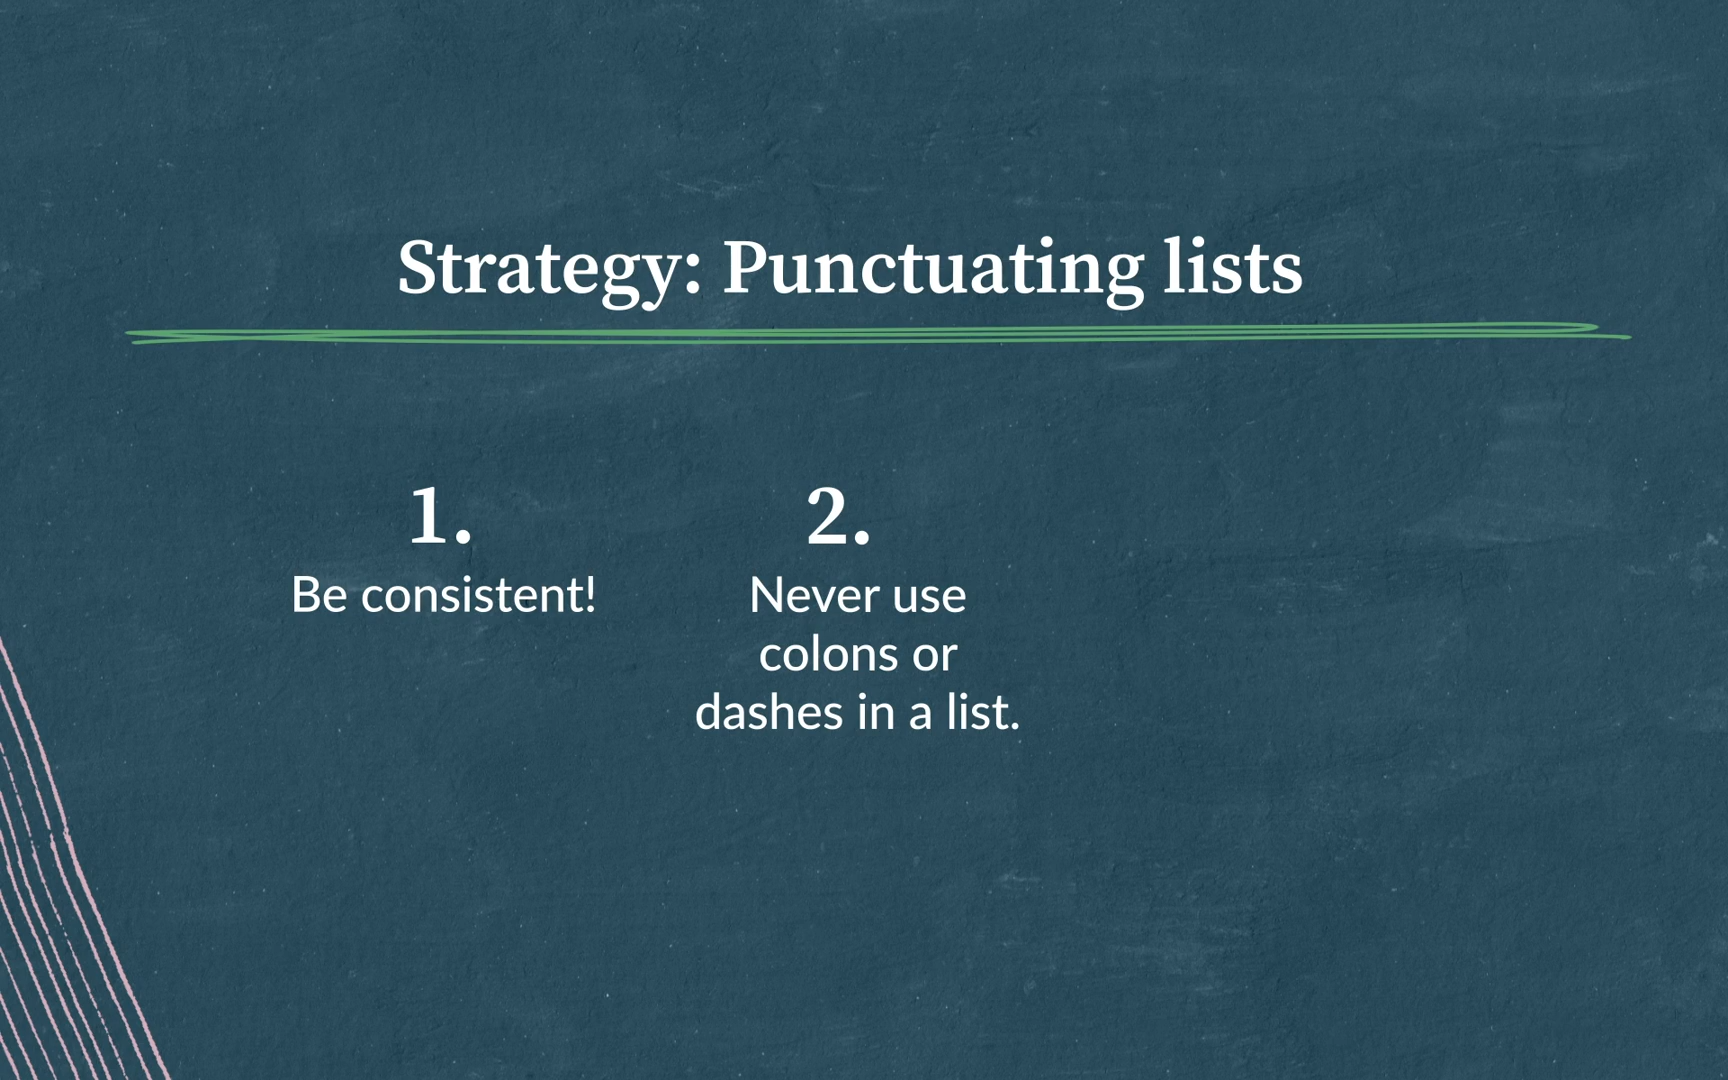 Strategy: Punctuating lists
1.
Be consistent!
2.
Never use
colons or
dashes in a list.